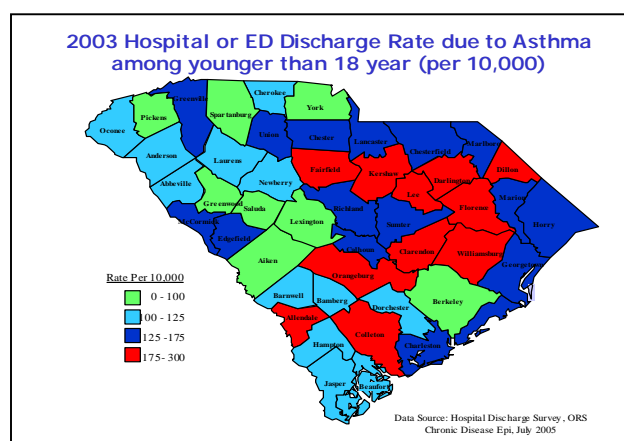 2003 Hospital or ED Discharge Rate due to Asthma
among younger than 18 year (per 10,000)
Cherokee
York
Greenville
Spartanburg
Pickens
Oconee
Union
Chester
Lancaster
Chesterfield
Marlboro
Anderson
Laurens
Fairfield
Kershaw
Darlington
Dillon
Abbeville
Newberry
Lee
Marion
Greenwood
Saluda
Florence
Horry
McCormick
Edgefield
Lexington
Richland
Sumter
Calhoun
Clarendon
Williamsburg
Georgetown
Aiken
Orangeburg
Rate Per 10,000
0 - 100
100 - 125
125 - 175
175 - 300
Barnwell
Bamberg
Dorchester
Berkeley
Allendale
Colleton
Hampton
Charleston
Jasper
Beaufort
Data Source: Hospital Discharge Survey, ORS
Chronic Disease Epi, July 2005